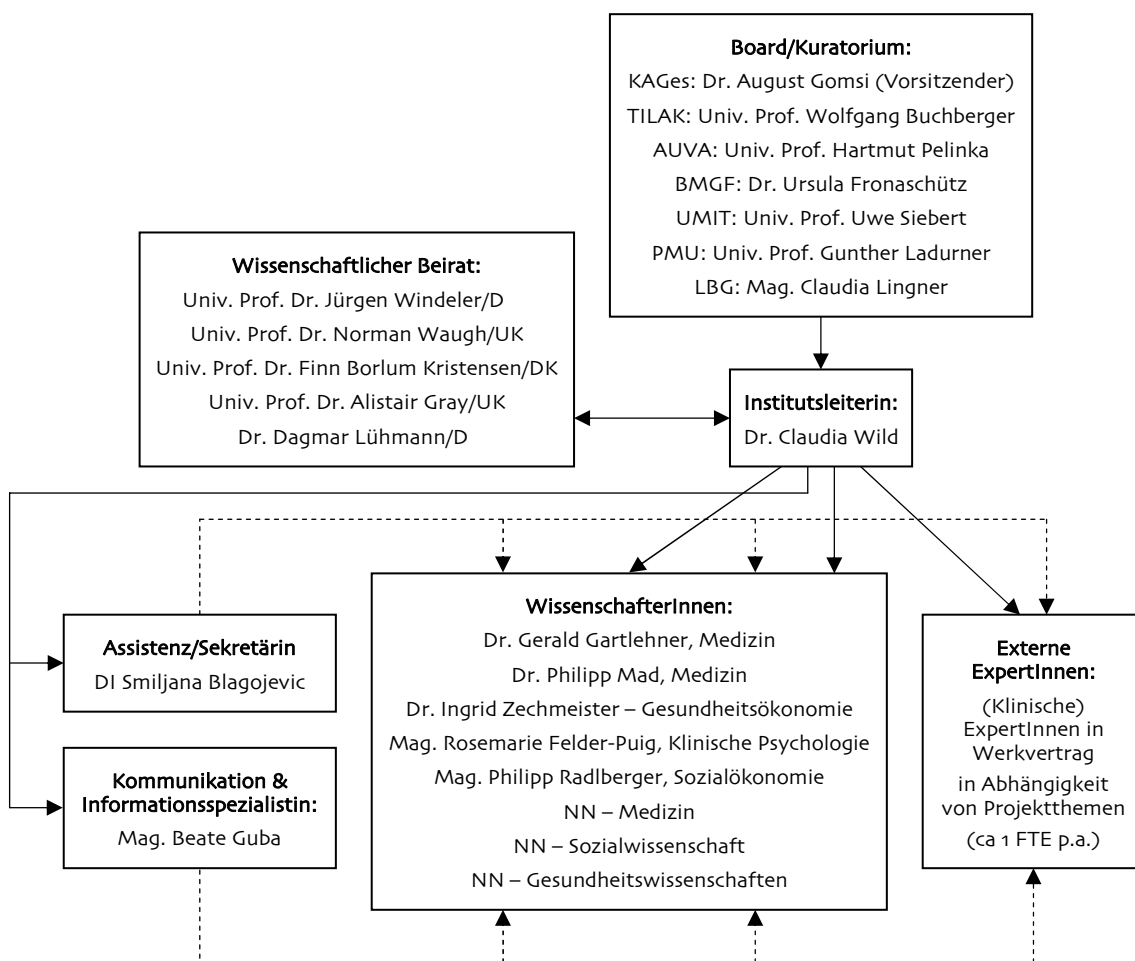 Board/Kuratorium:
KAGes: Dr. August Gomsi (Vorsitzender)
TILAK: Univ. Prof. Wolfgang Buchberger
AUVA: Univ. Prof. Hartmut Pelinka
BMGF: Dr. Ursula Fronaschütz
UMIT: Univ. Prof. Uwe Siebert
PMU: Univ. Prof. Gunther Ladurner
LBG: Mag. Claudia Lingner
Wissenschaftlicher Beirat:
Univ. Prof. Dr. Jürgen Windeler/D
Univ. Prof. Dr. Norman Waugh/UK
Univ. Prof. Dr. Finn Borlum Kristensen/DK
Univ. Prof. Dr. Alistair Gray/UK
Dr. Dagmar Lühmann/D
Institutsleiterin:
Dr. Claudia Wild
Assistenz/Sekretärin
DI Smiljana Blagojevic
Kommunikation &
Informationsspezialistin:
Mag. Beate Guba
WissenschafterInnen:
Dr. Gerald Gartlehner, Medizin
Dr. Philipp Mad, Medizin
Dr. Ingrid Zechmeister – Gesundheitsökonomie
Mag. Rosemarie Felder-Puig, Klinische Psychologie
Mag. Philipp Radlberger, Sozialökonomie
NN – Medizin
NN – Sozialwissenschaft
NN – Gesundheitswissenschaften
Externe
ExpertInnen:
(Klinische)
ExpertInnen in
Werkvertrag
in Abhängigkeit
von Projektthemen
(ca 1 FTE p.a.)